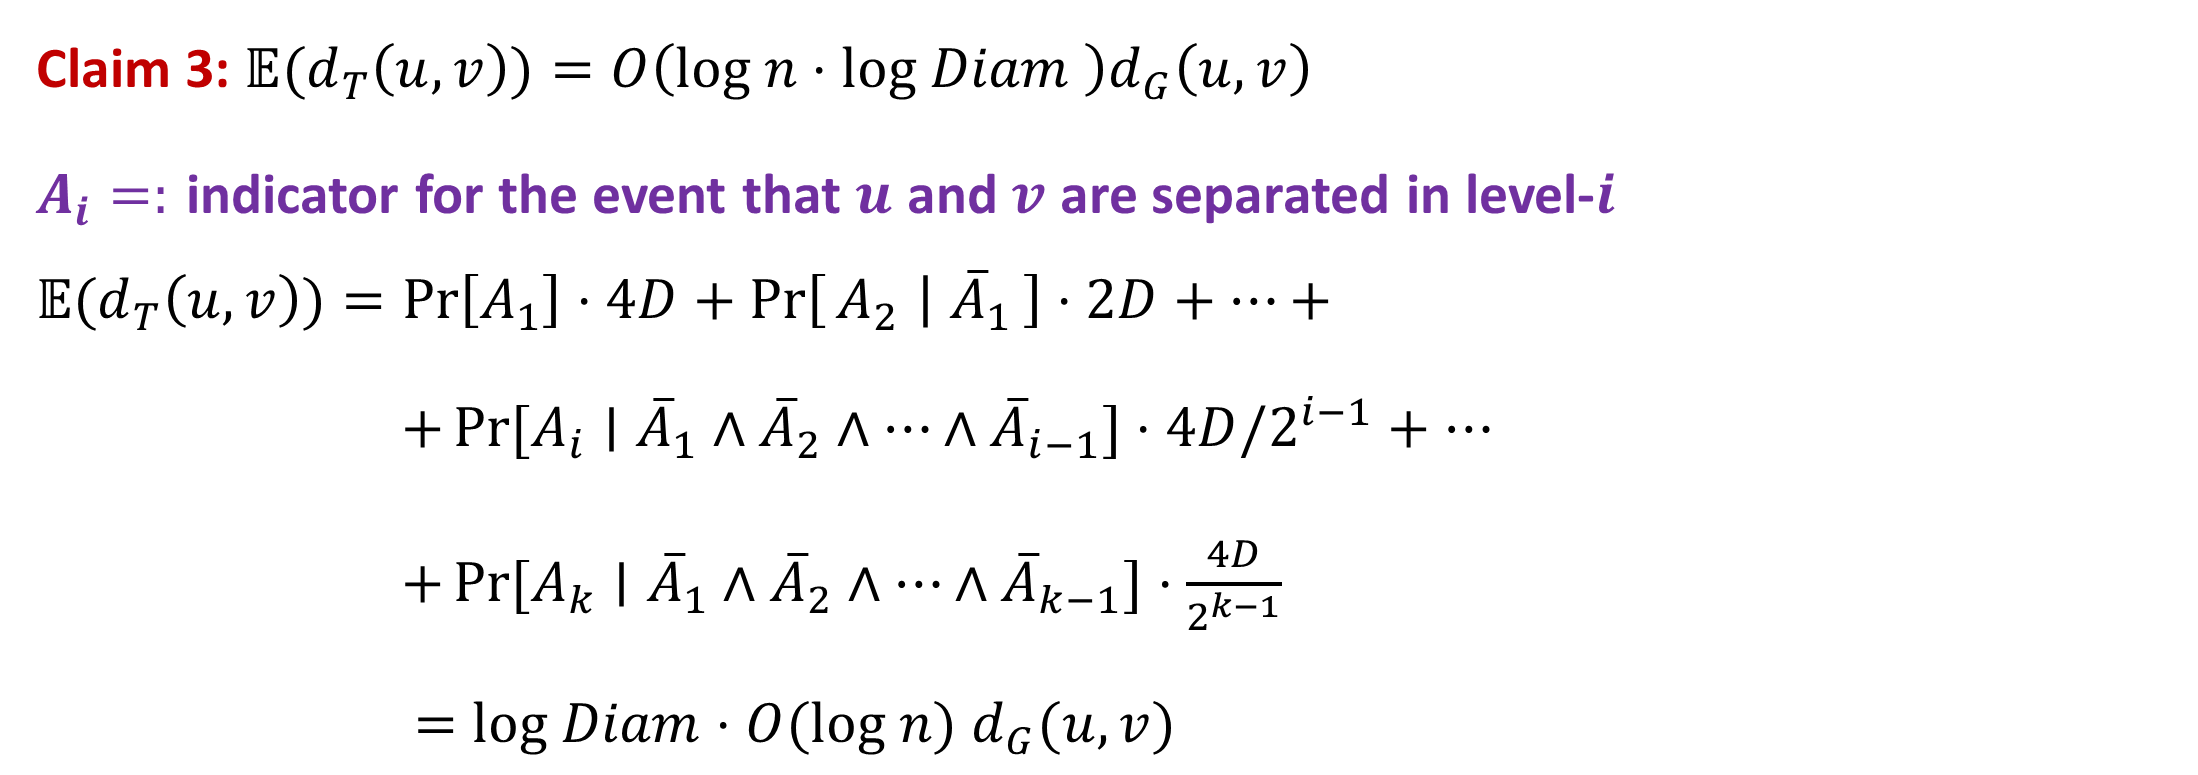 Claim 3: 𝔼(d_T(u, v)) = O(log n · log Diam )d_G(u, v)
A_i =: indicator for the event that u and v are separated in level-i
𝔼(d_T(u, v)) = Pr[A_1] · 4D + Pr[ A_2 | Ā_1 ] · 2D + ⋯ +
+ Pr[A_i | Ā_1 ∧ Ā_2 ∧ ⋯ ∧ Ā_{i−1}] · 4D/2^{i−1} + ⋯
+ Pr[A_k | Ā_1 ∧ Ā_2 ∧ ⋯ ∧ Ā_{k−1}] · \frac{4D}{2^{k−1}}
= log Diam · O(log n) d_G(u, v)